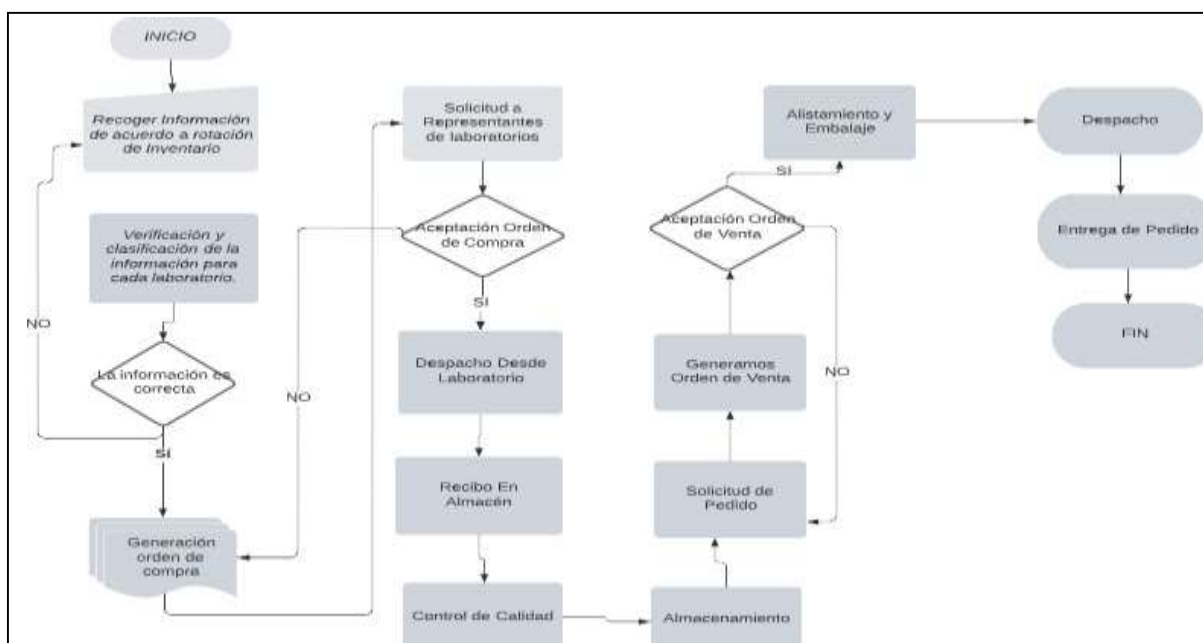 INICIO
Recoger Información
de acuerdo a rotación
de Inventario
Verificación y
clasificación de la
información para
cada laboratorio.
NO
La información es
correcta
SÍ
Generación
orden de
compra
Solicitud a
Representantes
de laboratorios
Aceptación Orden
de Compra
NO
SÍ
Despacho Desde
Laboratorio
Recibo En
Almacén
Control de Calidad
Almacenamiento
Solicitud de
Pedido
Generamos
Orden de Venta
NO
Aceptación Orden
de Venta
SÍ
Alistamiento y
Embalaje
Despacho
Entrega de Pedido
FIN